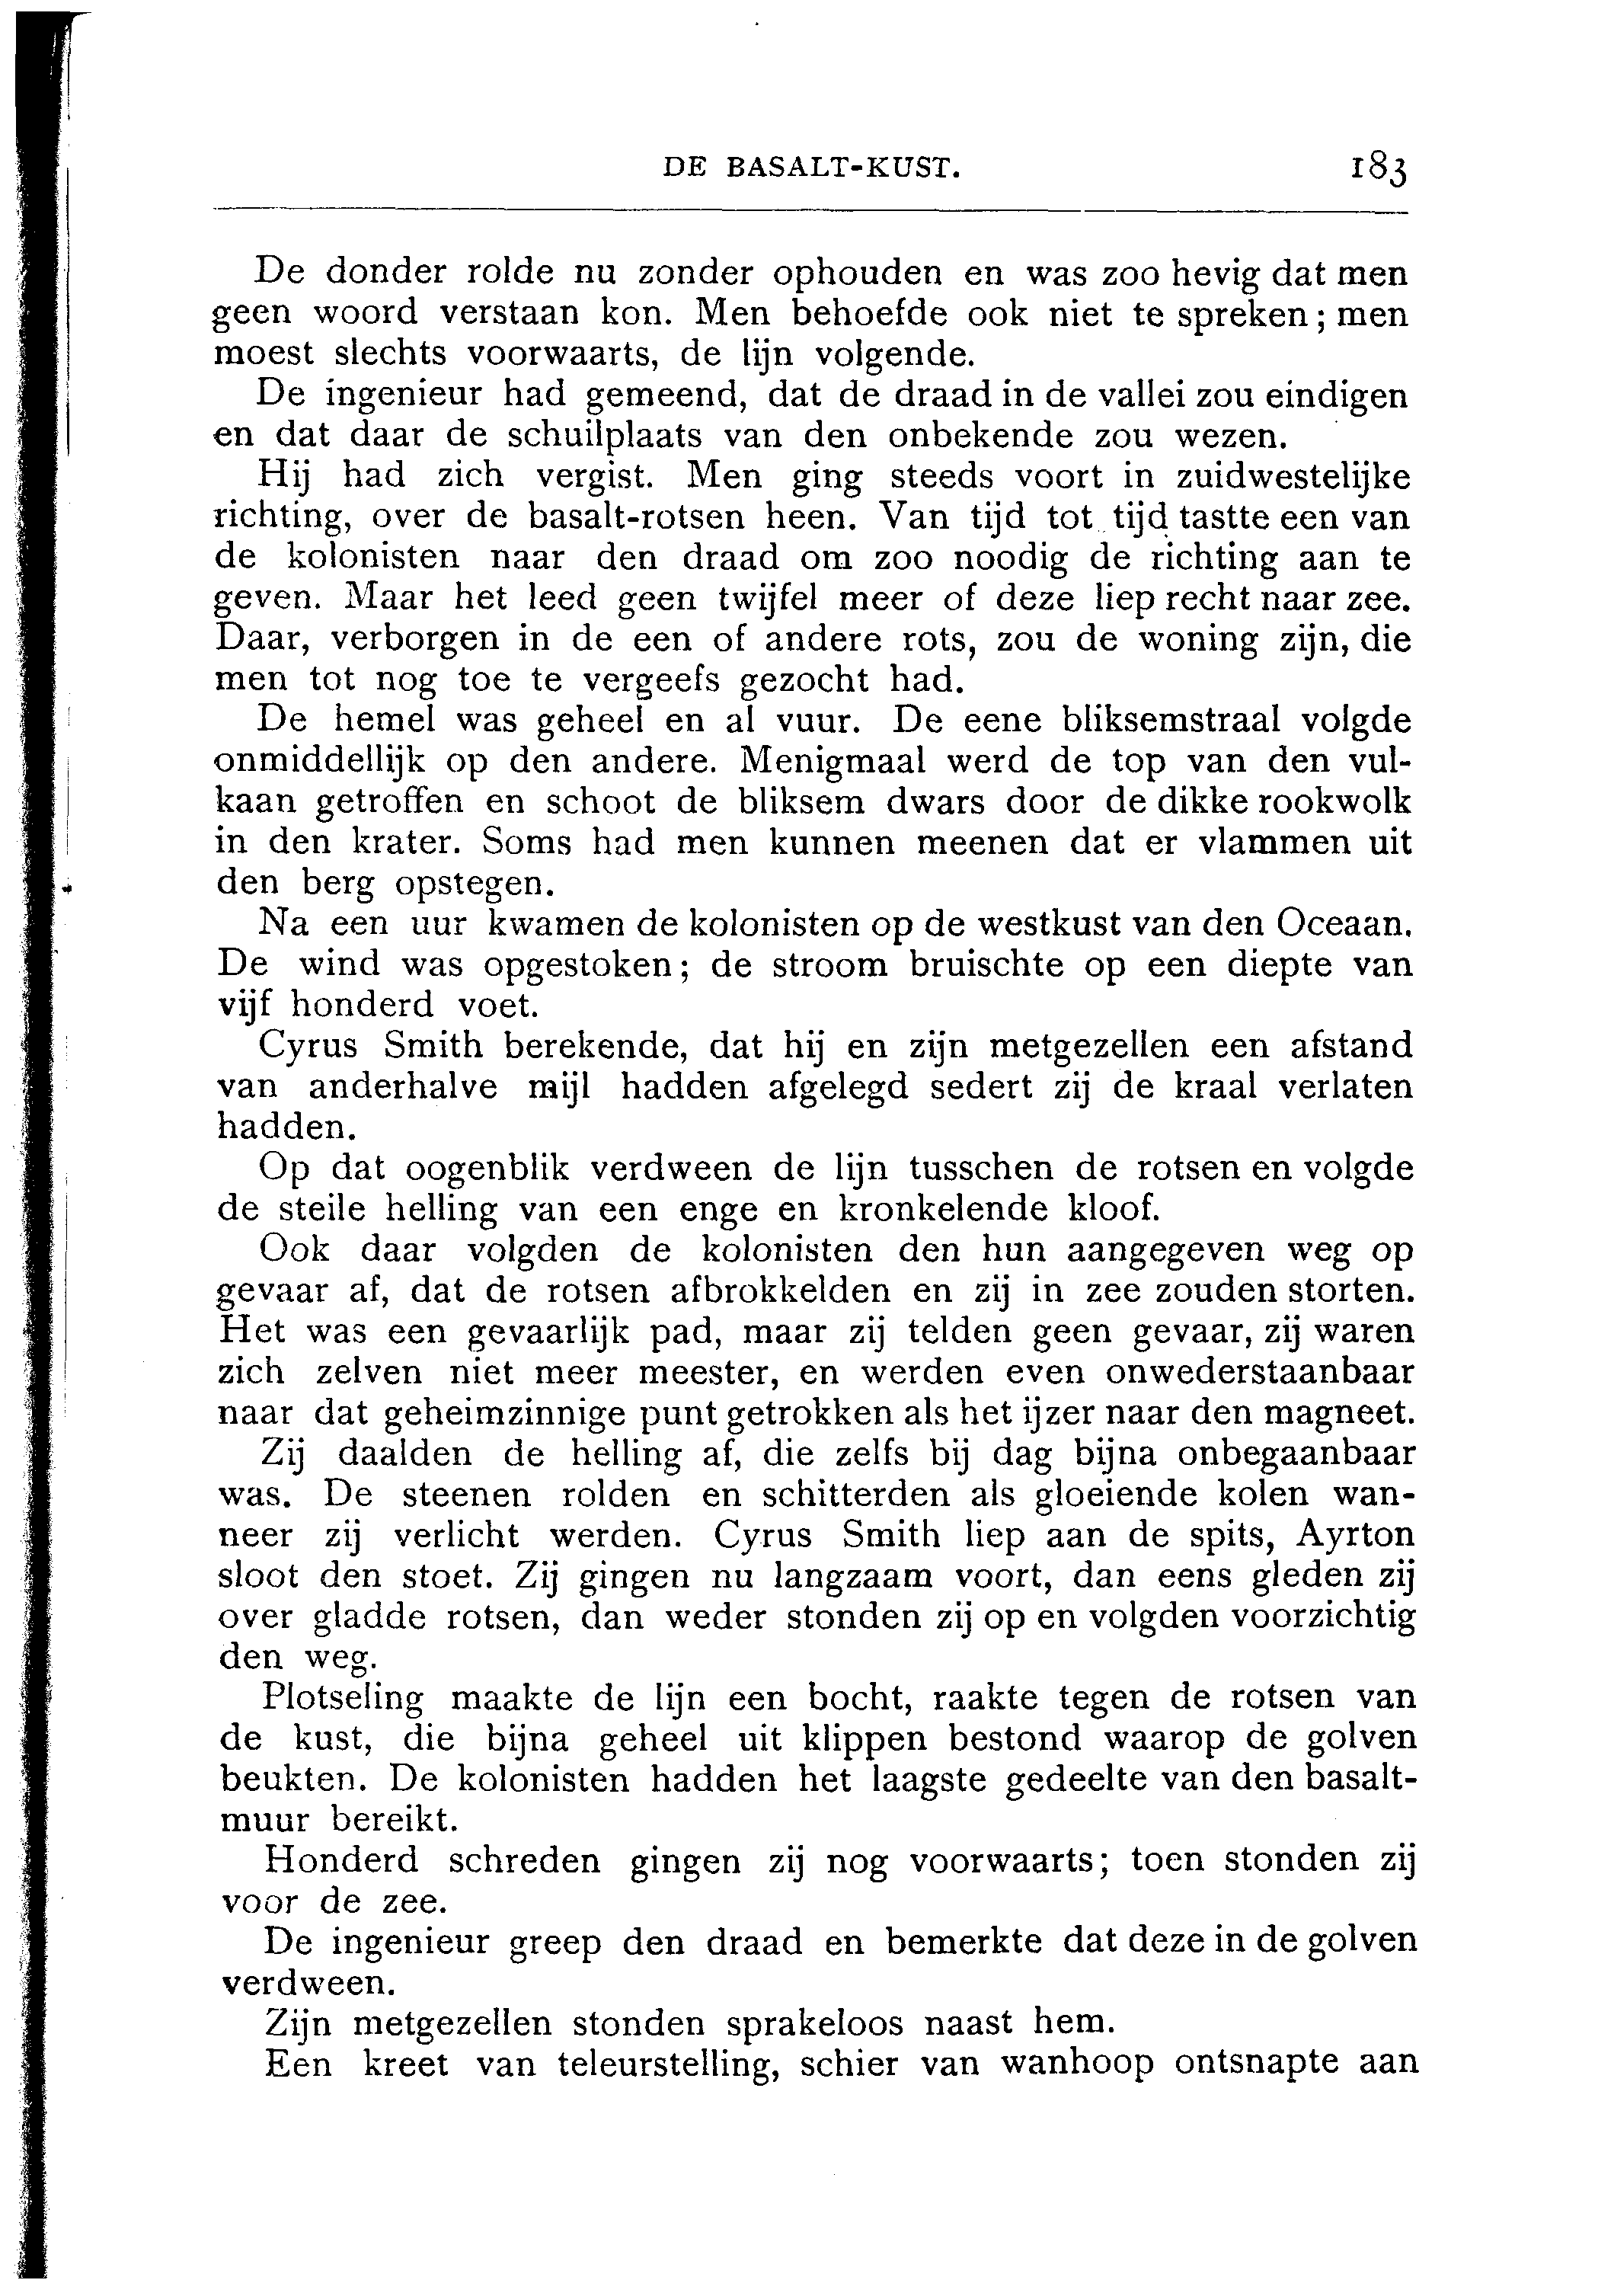 DE BASALT-KUST. 183
De donder rolde nu zonder ophouden en was zoo hevig dat men
geen woord verstaan kon. Men behoefde ook niet te spreken; men
moest slechts voorwaarts, de lijn volgende.
De ingenieur had gemeend, dat de draad in de vallei zou eindigen
en dat daar de schuilplaats van den onbekende zou wezen.
Hij had zich vergist. Men ging steeds voort in zuidwestelijke
richting, over de basalt-rotsen heen. Van tijd tot tijd tastte een van
de kolonisten naar den draad om zoo noodig de richting aan te
geven. Maar het leed geen twijfel meer of deze liep recht naar zee.
Daar, verborgen in de een of andere rots, zou de woning zijn, die
men tot nog toe te vergeefs gezocht had.
De hemel was geheel en al vuur. De eene bliksemstraal volgde
onmiddellijk op den andere. Menigmaal werd de top van den vul-
kaan getroffen en schoot de bliksem dwars door de dikke rookwolk
in den krater. Soms had men kunnen meenen dat er vlammen uit
den berg opstegen.
Na een uur kwamen de kolonisten op de westkust van den Oceaan.
De wind was opgestoken; de stroom bruischte op een diepte van
vijf honderd voet.
Cyrus Smith berekende, dat hij en zijn metgezellen een afstand
van anderhalve mijl hadden afgelegd sedert zij de kraal verlaten
hadden.
Op dat oogenblik verdween de lijn tusschen de rotsen en volgde
de steile helling van een enge en kronkelende kloof.
Ook daar volgden de kolonisten den hun aangegeven weg op
gevaar af, dat de rotsen afbrokkelden en zij in zee zouden storten.
Het was een gevaarlijk pad, maar zij telden geen gevaar, zij waren
zich zelven niet meer meester, en werden even onwederstaanbaar
naar dat geheimzinnige punt getrokken als het ijzer naar den magneet.
Zij daalden de helling af, die zelfs bij dag bijna onbegaanbaar
was. De steenen rolden en schitterden als gloeiende kolen wan-
neer zij verlicht werden. Cyrus Smith liep aan de spits, Ayrton
sloot den stoet. Zij gingen nu langzaam voort, dan eens gleden zij
over gladde rotsen, dan weder stonden zij op en volgden voorzichtig
den weg.
Plotseling maakte de lijn een bocht, raakte tegen de rotsen van
de kust, die bijna geheel uit klippen bestond waarop de golven
beukten. De kolonisten hadden het laagste gedeelte van den basalt-
muur bereikt.
Honderd schreden gingen zij nog voorwaarts; toen stonden zij
voor de zee.
De ingenieur greep den draad en bemerkte dat deze in de golven
verdween.
Zijn metgezellen stonden sprakeloos naast hem.
Een kreet van teleurstelling, schier van wanhoop ontsnapte aan